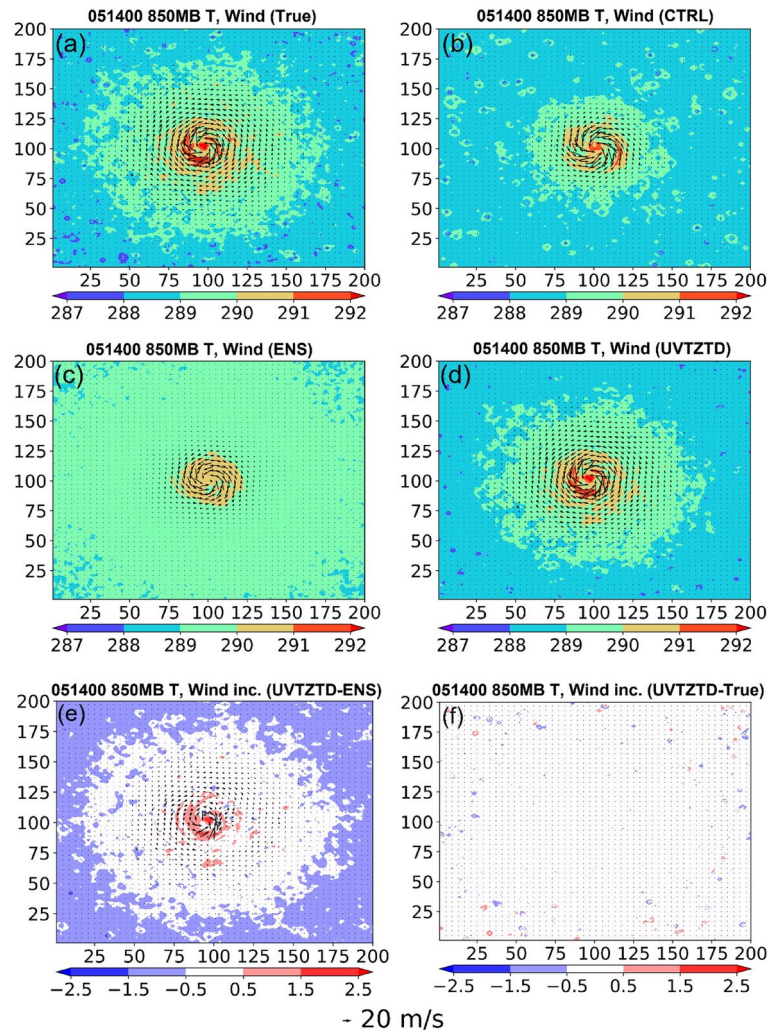 051400 850MB T, Wind (True)
(a)
200
175
150
125
100
75
50
25
25 50 75 100 125 150 175 200
287 288 289 290 291 292
051400 850MB T, Wind (CTRL)
(b)
200
175
150
125
100
75
50
25
25 50 75 100 125 150 175 200
287 288 289 290 291 292
051400 850MB T, Wind (ENS)
(c)
200
175
150
125
100
75
50
25
25 50 75 100 125 150 175 200
287 288 289 290 290 292
051400 850MB T, Wind (UVTZTD)
(d)
200
175
150
125
100
75
50
25
25 50 75 100 125 150 175 200
287 288 289 290 290 292
051400 850MB T, Wind inc. (UVTZTD-ENS)
(e)
200
175
150
125
100
75
50
25
25 50 75 100 125 150 175 200
−2.5 −1.5 −0.5 0.5 1.5 2.5
051400 850MB T, Wind inc. (UVTZTD-True)
(f)
200
175
150
125
100
75
50
25
25 50 75 100 125 150 175 200
−2.5 −1.5 −0.5 0.5 1.5 2.5
20 m/s